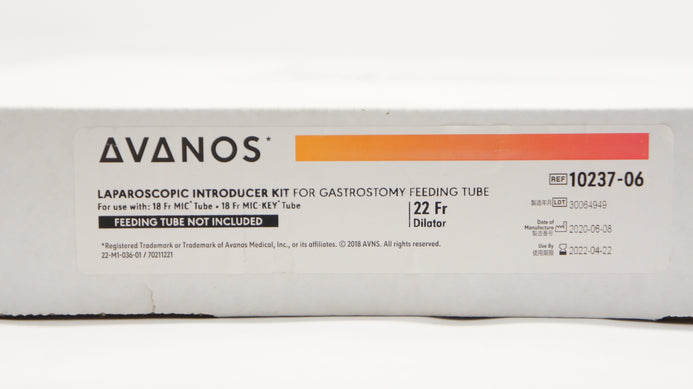 AVANOS*
LAPAROSCOPIC INTRODUCER KIT FOR GASTROSTOMY FEEDING TUBE
For use with: 18 Fr MIC* Tube • 18 Fr MIC-KEY* Tube
FEEDING TUBE NOT INCLUDED
22 Fr
Dilator
*Registered Trademark or Trademark of Avanos Medical, Inc., or its affiliates. © 2018 AVNS. All rights reserved.
22-M1-036-01 / 70211221
REF 10237-06
製造年月 LOT 30064949
Date of
Manufacture 2020-06-08
製造番号
Use By
使用期限 2022-04-22